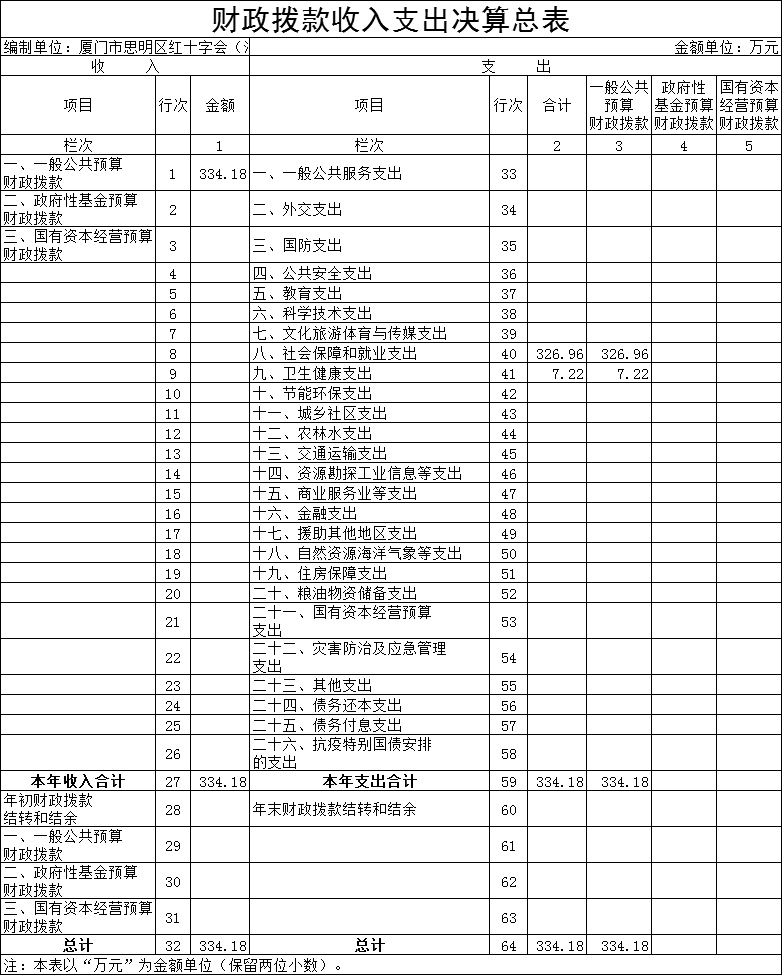 财政拨款收入支出决算总表
编制单位：厦门市思明区红十字会（ 金额单位：万元
收 入 支 出
项目 行次 金额 项目 行次 合计 一般公共预算财政拨款 政府性基金预算财政拨款 国有资本经营预算财政拨款
栏次 1 栏次 2 3 4 5
一、一般公共预算财政拨款 1 334.18 一、一般公共服务支出 33
二、政府性基金预算财政拨款 2 二、外交支出 34
三、国有资本经营预算财政拨款 3 三、国防支出 35
4 四、公共安全支出 36
5 五、教育支出 37
6 六、科学技术支出 38
7 七、文化旅游体育与传媒支出 39
8 八、社会保障和就业支出 40 326.96 326.96
9 九、卫生健康支出 41 7.22 7.22
10 十、节能环保支出 42
11 十一、城乡社区支出 43
12 十二、农林水支出 44
13 十三、交通运输支出 45
14 十四、资源勘探工业信息等支出 46
15 十五、商业服务业等支出 47
16 十六、金融支出 48
17 十七、援助其他地区支出 49
18 十八、自然资源海洋气象等支出 50
19 十九、住房保障支出 51
20 二十、粮油物资储备支出 52
21 二十一、国有资本经营预算支出 53
22 二十二、灾害防治及应急管理支出 54
23 二十三、其他支出 55
24 二十四、债务还本支出 56
25 二十五、债务付息支出 57
26 二十六、抗疫特别国债安排的支出 58
本年收入合计 27 334.18 本年支出合计 59 334.18 334.18
年初财政拨款结转和结余 28 年末财政拨款结转和结余 60
一、一般公共预算财政拨款 29 61
二、政府性基金预算财政拨款 30 62
三、国有资本经营预算财政拨款 31 63
总计 32 334.18 总计 64 334.18 334.18
注：本表以“万元”为金额单位（保留两位小数）。